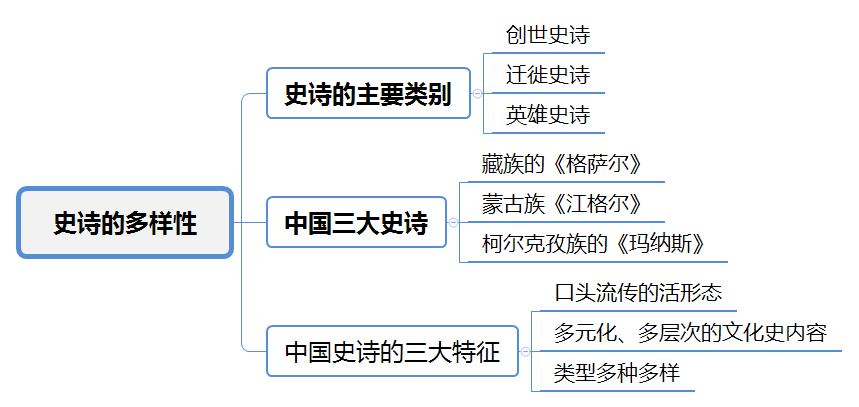 史诗的多样性
史诗的主要类别
创世史诗
迁徙史诗
英雄史诗
中国三大史诗
藏族的《格萨尔》
蒙古族《江格尔》
柯尔克孜族的《玛纳斯》
中国史诗的三大特征
口头流传的活形态
多元化、多层次的文化史内容
类型多种多样